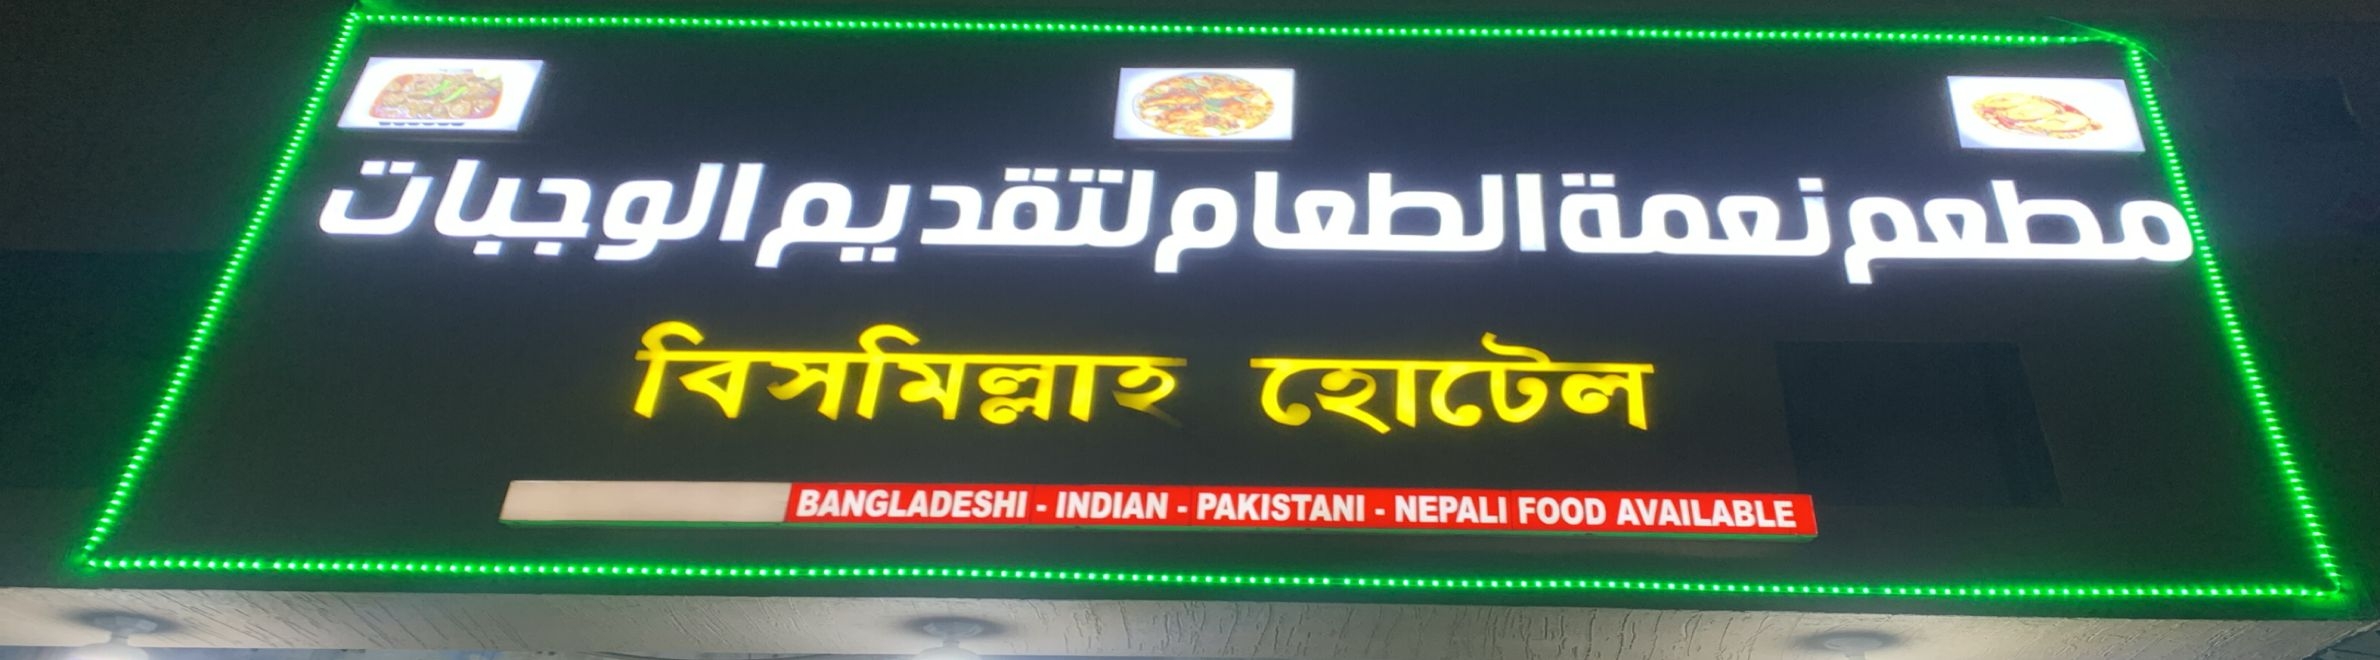 مطعم نعمة الطعام لتقديم الوجبات
বিসমিল্লাহ হোটেল
BANGLADESHI - INDIAN - PAKISTANI - NEPALI FOOD AVAILABLE